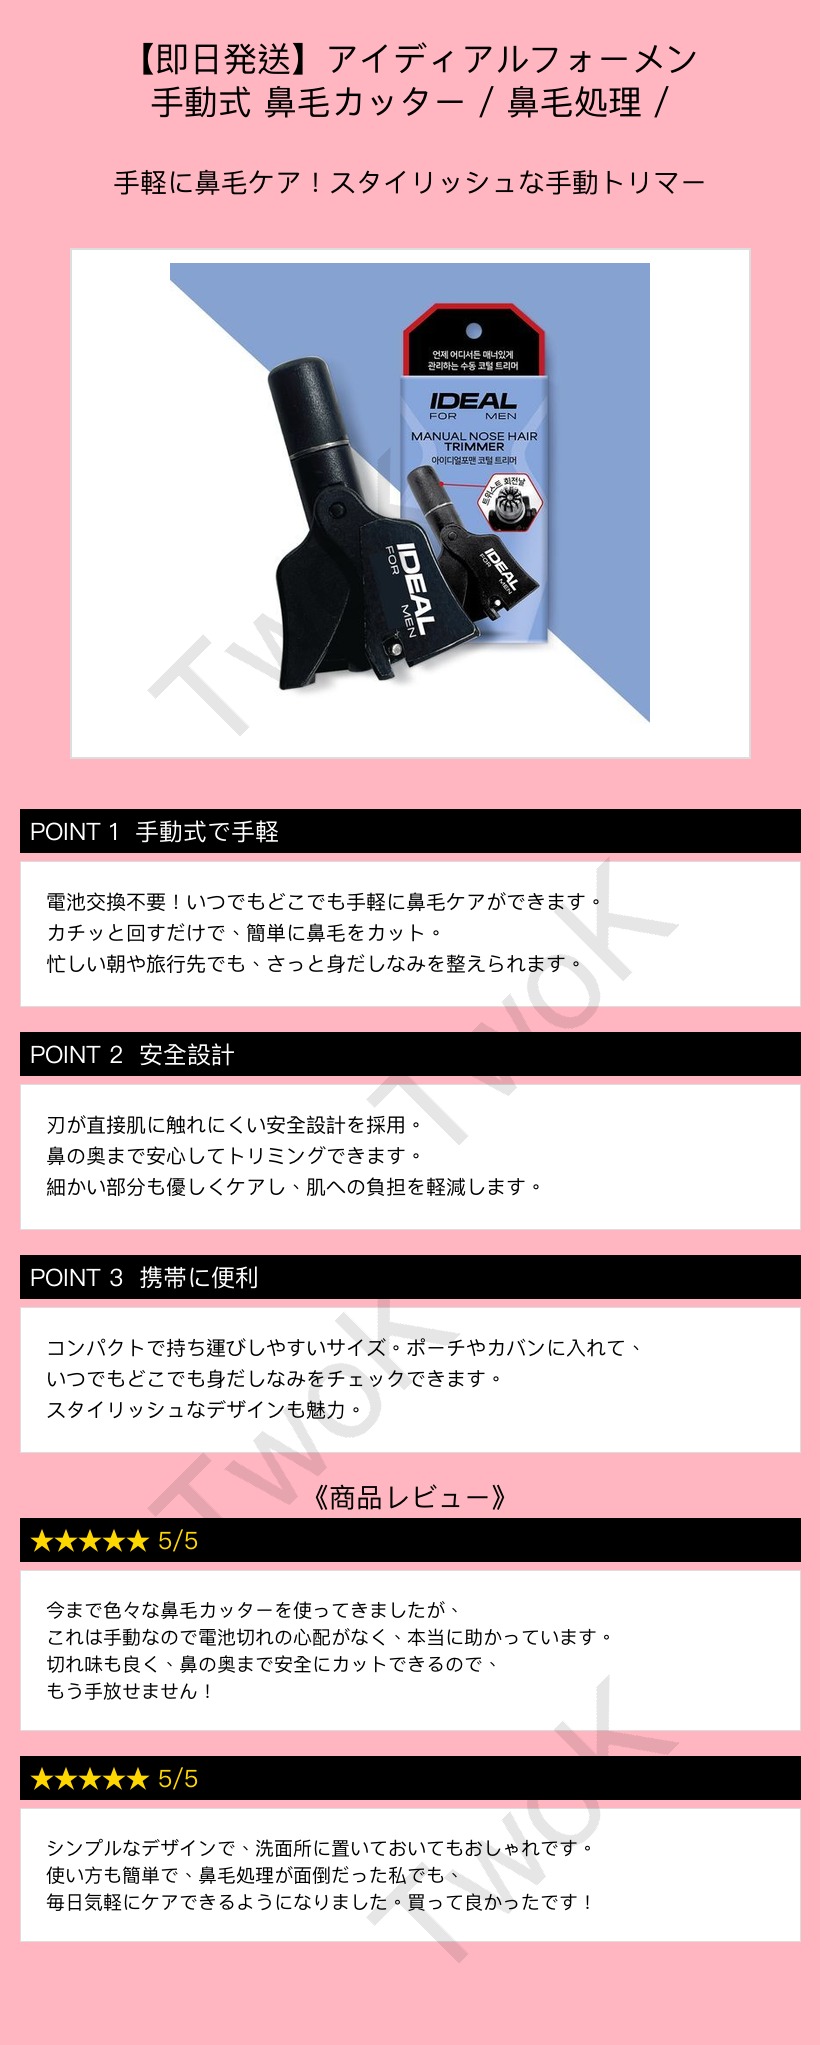 【即日発送】アイディアルフォーメン
手動式 鼻毛カッター / 鼻毛処理 /
手軽に鼻毛ケア！スタイリッシュな手動トリマー
언제 어디서든 매너있게
관리하는 수동 코털 트리머
IDEAL
FOR MEN
MANUAL NOSE HAIR
TRIMMER
아이디얼포맨 코털 트리머
트위스트 회전날
IDEAL
FOR MEN
IDEAL
FOR MEN
TwoK
POINT 1 手動式で手軽
電池交換不要！いつでもどこでも手軽に鼻毛ケアができます。
カチッと回すだけで、簡単に鼻毛をカット。
忙しい朝や旅行先でも、さっと身だしなみを整えられます。
TwoK
POINT 2 安全設計
刃が直接肌に触れにくい安全設計を採用。
鼻の奥まで安心してトリミングできます。
細かい部分も優しくケアし、肌への負担を軽減します。
POINT 3 携帯に便利
コンパクトで持ち運びしやすいサイズ。ポーチやカバンに入れて、
いつでもどこでも身だしなみをチェックできます。
スタイリッシュなデザインも魅力。
TwoK
《商品レビュー》
★★★★★ 5/5
今まで色々な鼻毛カッターを使ってきましたが、
これは手動なので電池切れの心配がなく、本当に助かっています。
切れ味も良く、鼻の奥まで安全にカットできるので、
もう手放せません！
★★★★★ 5/5
シンプルなデザインで、洗面所に置いておいてもおしゃれです。
使い方も簡単で、鼻毛処理が面倒だった私でも、
毎日気軽にケアできるようになりました。買って良かったです！
TwoK